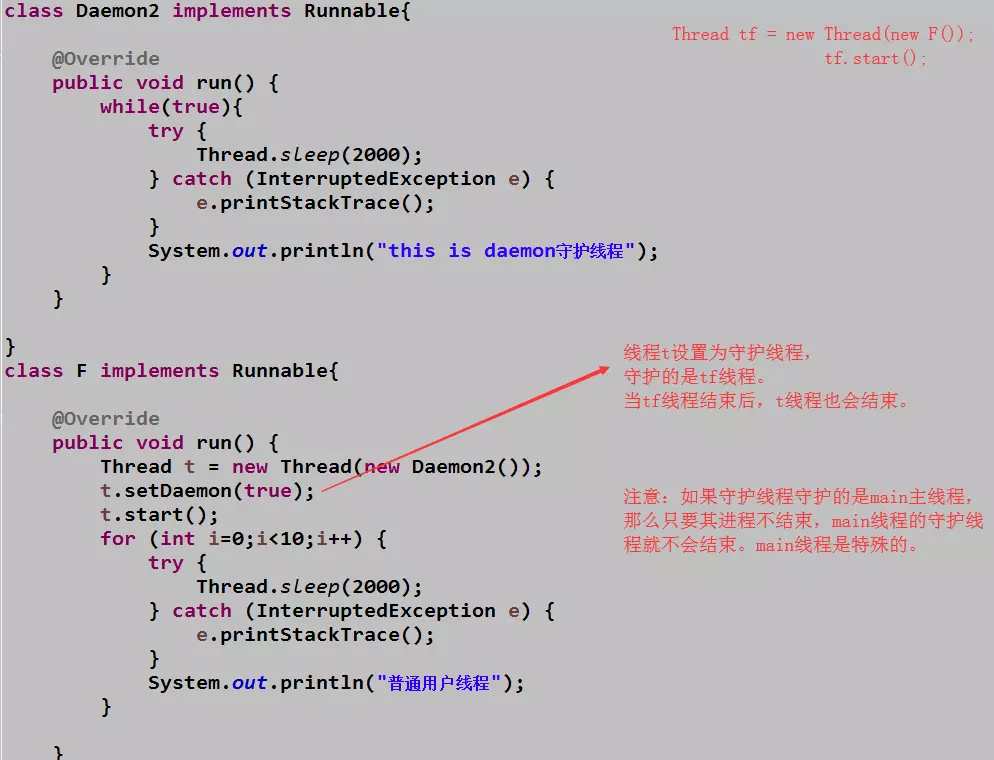 class Daemon2 implements Runnable{
Thread tf = new Thread(new F());
tf.start();
@Override
public void run() {
while(true){
try {
Thread.sleep(2000);
} catch (InterruptedException e) {
e.printStackTrace();
}
System.out.println("this is daemon守护线程");
}
}
}
class F implements Runnable{
@Override
public void run() {
Thread t = new Thread(new Daemon2());
t.setDaemon(true);
t.start();
for (int i=0;i<10;i++) {
try {
Thread.sleep(2000);
} catch (InterruptedException e) {
e.printStackTrace();
}
System.out.println("普通用户线程");
}
}
线程t设置为守护线程,
守护的是tf线程。
当tf线程结束后，t线程也会结束。
注意：如果守护线程守护的是main主线程，
那么只要其进程不结束，main线程的守护线
程就不会结束。main线程是特殊的。